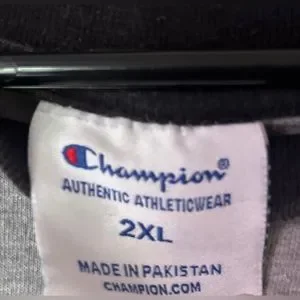 Champion®
AUTHENTIC ATHLETICWEAR
2XL
MADE IN PAKISTAN
CHAMPION.COM